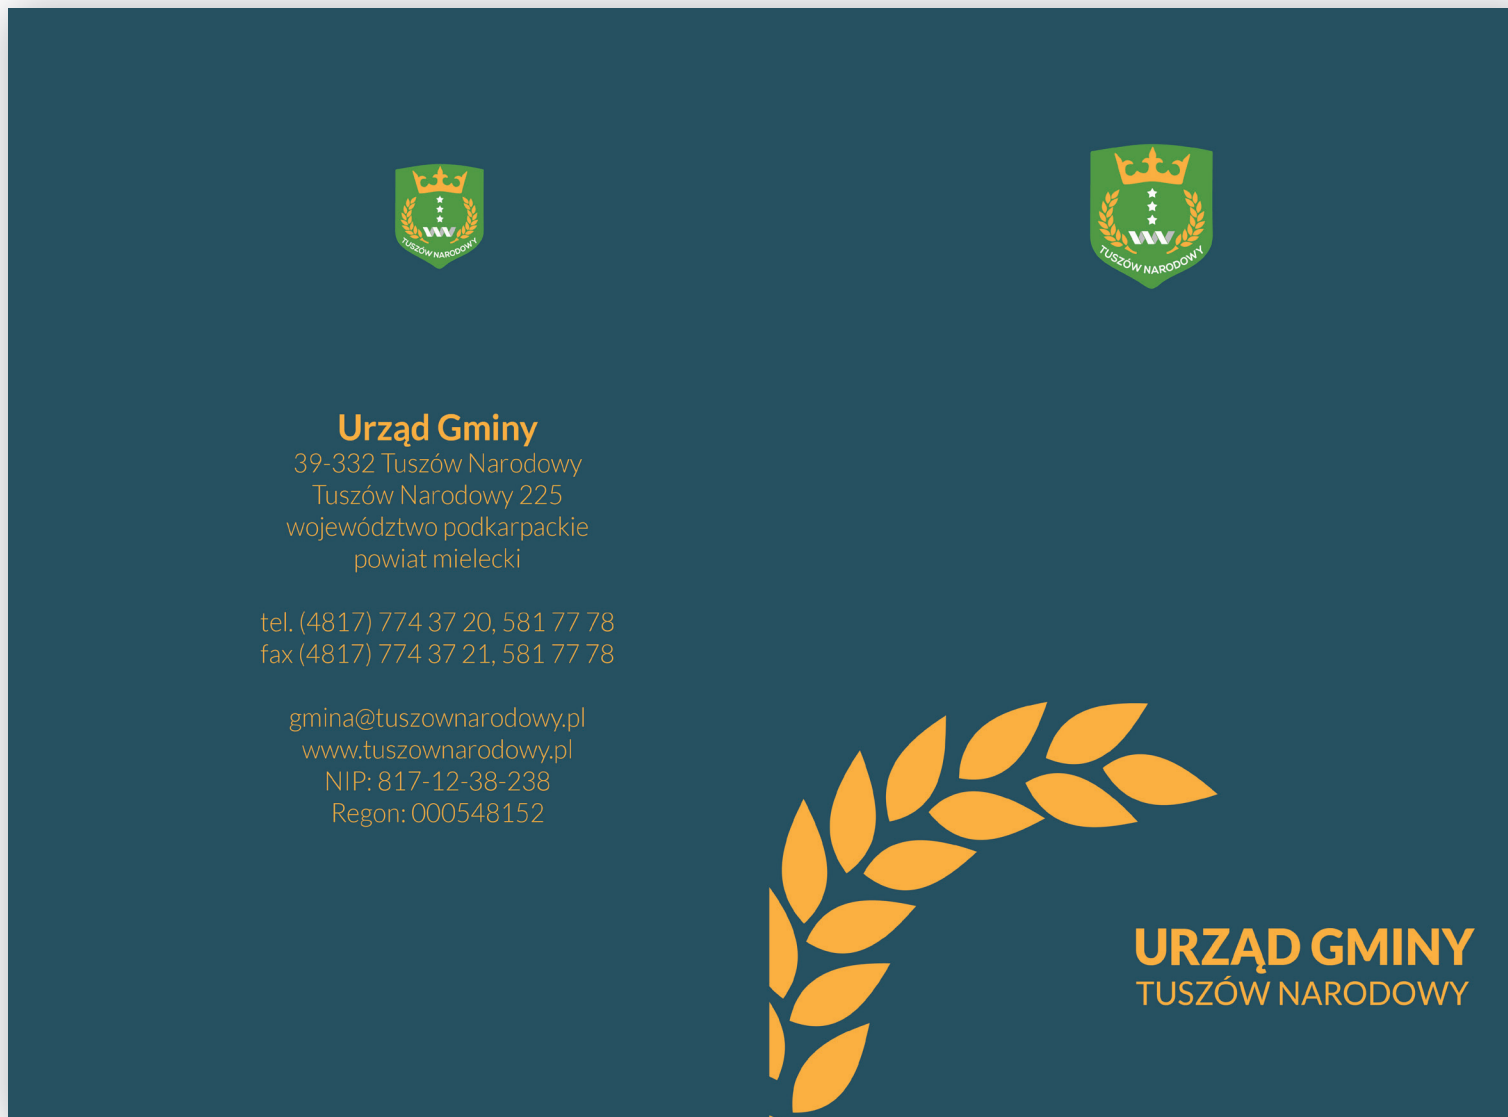 TUSZÓW NARODOWY
Urząd Gminy
39-332 Tuszów Narodowy
Tuszów Narodowy 225
województwo podkarpackie
powiat mielecki
tel. (4817) 774 37 20, 581 77 78
fax (4817) 774 37 21, 581 77 78
gmina@tuszownarodowy.pl
www.tuszownarodowy.pl
NIP: 817-12-38-238
Regon: 000548152
TUSZÓW NARODOWY
URZĄD GMINY
TUSZÓW NARODOWY